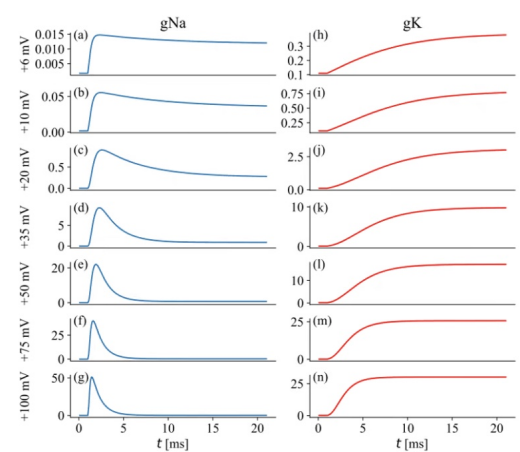 gNa gK
+6 mV 0.015 0.010 0.005 (a) 0.3 0.2 0.1 (h)
+10 mV 0.05 0.00 (b) 0.75 0.50 0.25 (i)
+20 mV 0.5 0.0 (c) 2.5 0.0 (j)
+35 mV 5 0 (d) 10 0 (k)
+50 mV 20 0 (e) 10 0 (l)
+75 mV 25 0 (f) 25 0 (m)
+100 mV 50 0 (g) 25 0 (n)
0 5 10 15 20 0 5 10 15 20
t [ms] t [ms]